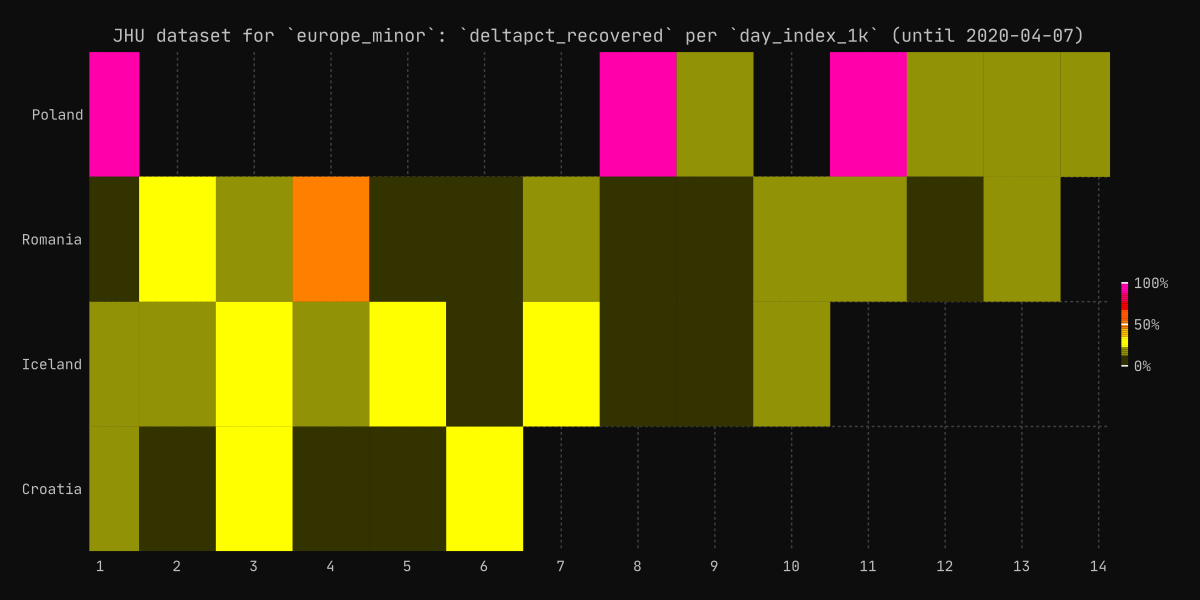 JHU dataset for `europe_minor`: `deltapct_recovered` per `day_index_1k` (until 2020-04-07)
Poland
Romania
Iceland
Croatia
100%
50%
0%
1 2 3 4 5 6 7 8 9 10 11 12 13 14